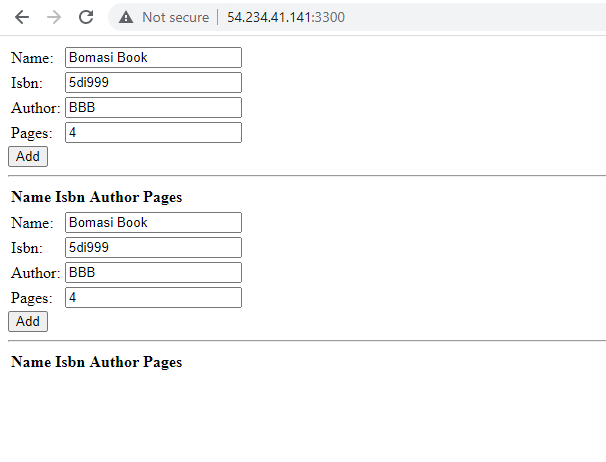 Not secure | 54.234.41.141:3300
Name: Bomasi Book
Isbn: 5di999
Author: BBB
Pages: 4
Add
Name Isbn Author Pages
Name: Bomasi Book
Isbn: 5di999
Author: BBB
Pages: 4
Add
Name Isbn Author Pages